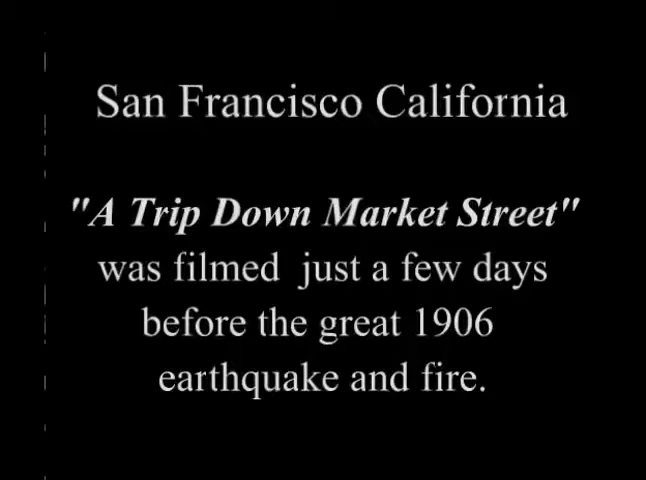 San Francisco California
"A Trip Down Market Street"
was filmed just a few days
before the great 1906
earthquake and fire.